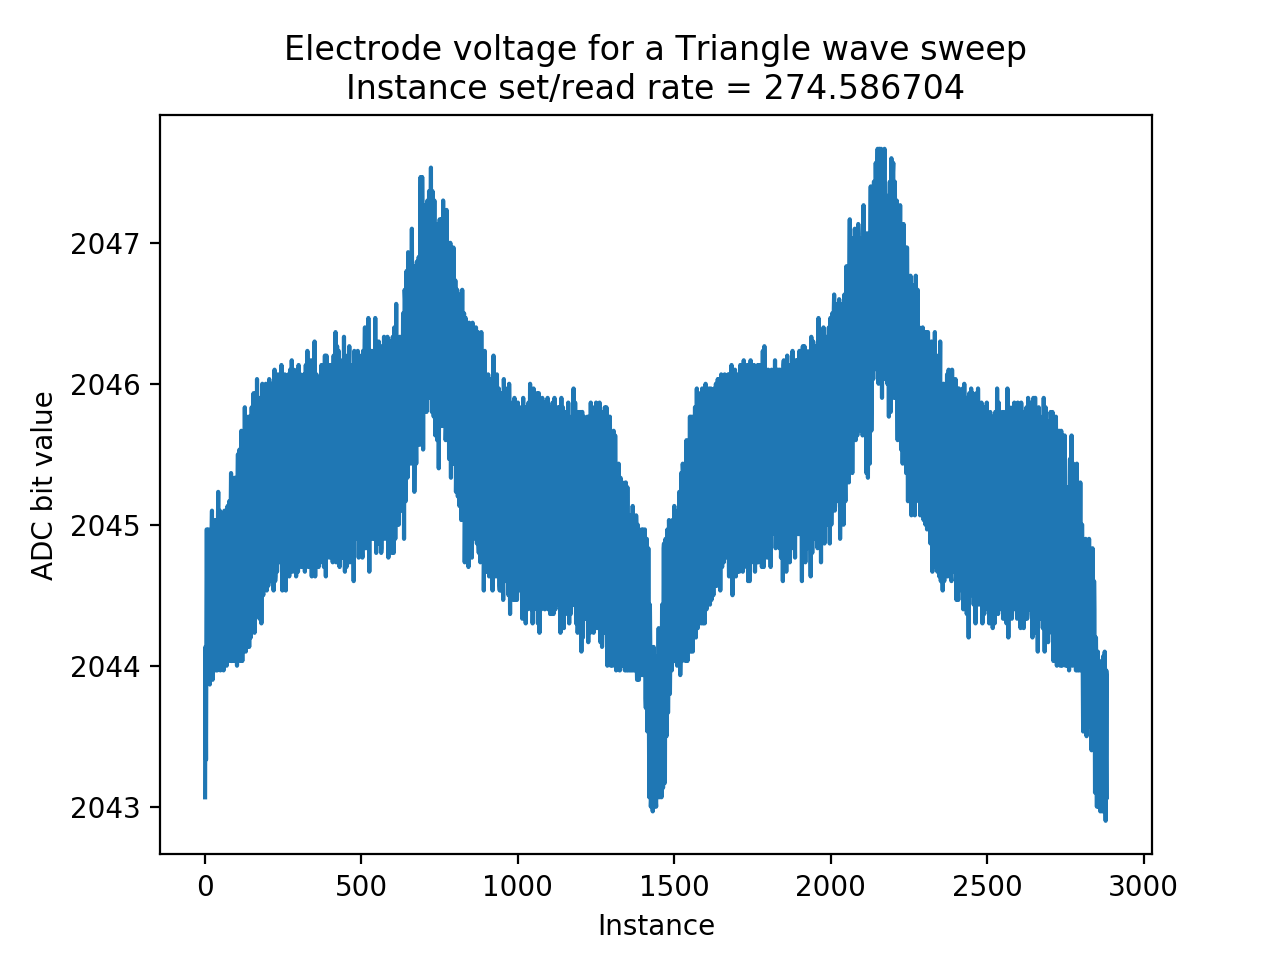 Electrode voltage for a Triangle wave sweep
Instance set/read rate = 274.586704
ADC bit value
2047
2046
2045
2044
2043
0 500 1000 1500 2000 2500 3000
Instance